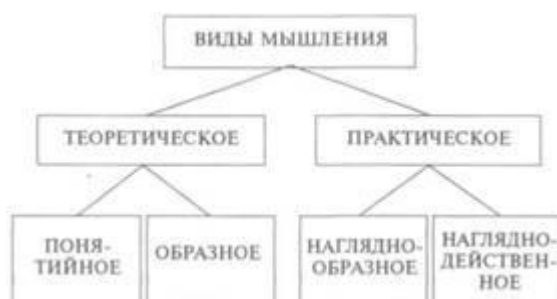 ВИДЫ МЫШЛЕНИЯ
ТЕОРЕТИЧЕСКОЕ
ПРАКТИЧЕСКОЕ
ПОНЯ-
ТИЙНОЕ
ОБРАЗНОЕ
НАГЛЯДНО-
ОБРАЗНОЕ
НАГЛЯДНО-
ДЕЙСТВЕН-
НОЕ